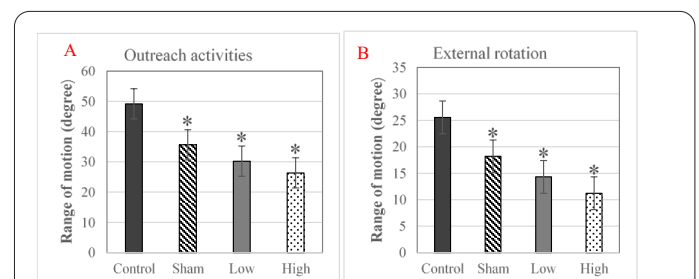 A
Outreach activities
Range of motion (degree)
60
50
40
30
20
10
0
*
*
*
Control Sham Low High
B
External rotation
Range of motion (degree)
35
30
25
20
15
10
5
0
*
*
*
Control Sham Low High